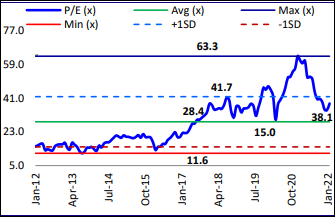 P/E (x) Avg (x) Max (x)
Min (x) +1SD -1SD
77.0
59.0
41.0
23.0
5.0
63.3
41.7
28.4
38.1
15.0
11.6
Jan-12
Apr-13
Jul-14
Oct-15
Jan-17
Apr-18
Jul-19
Oct-20
Jan-22